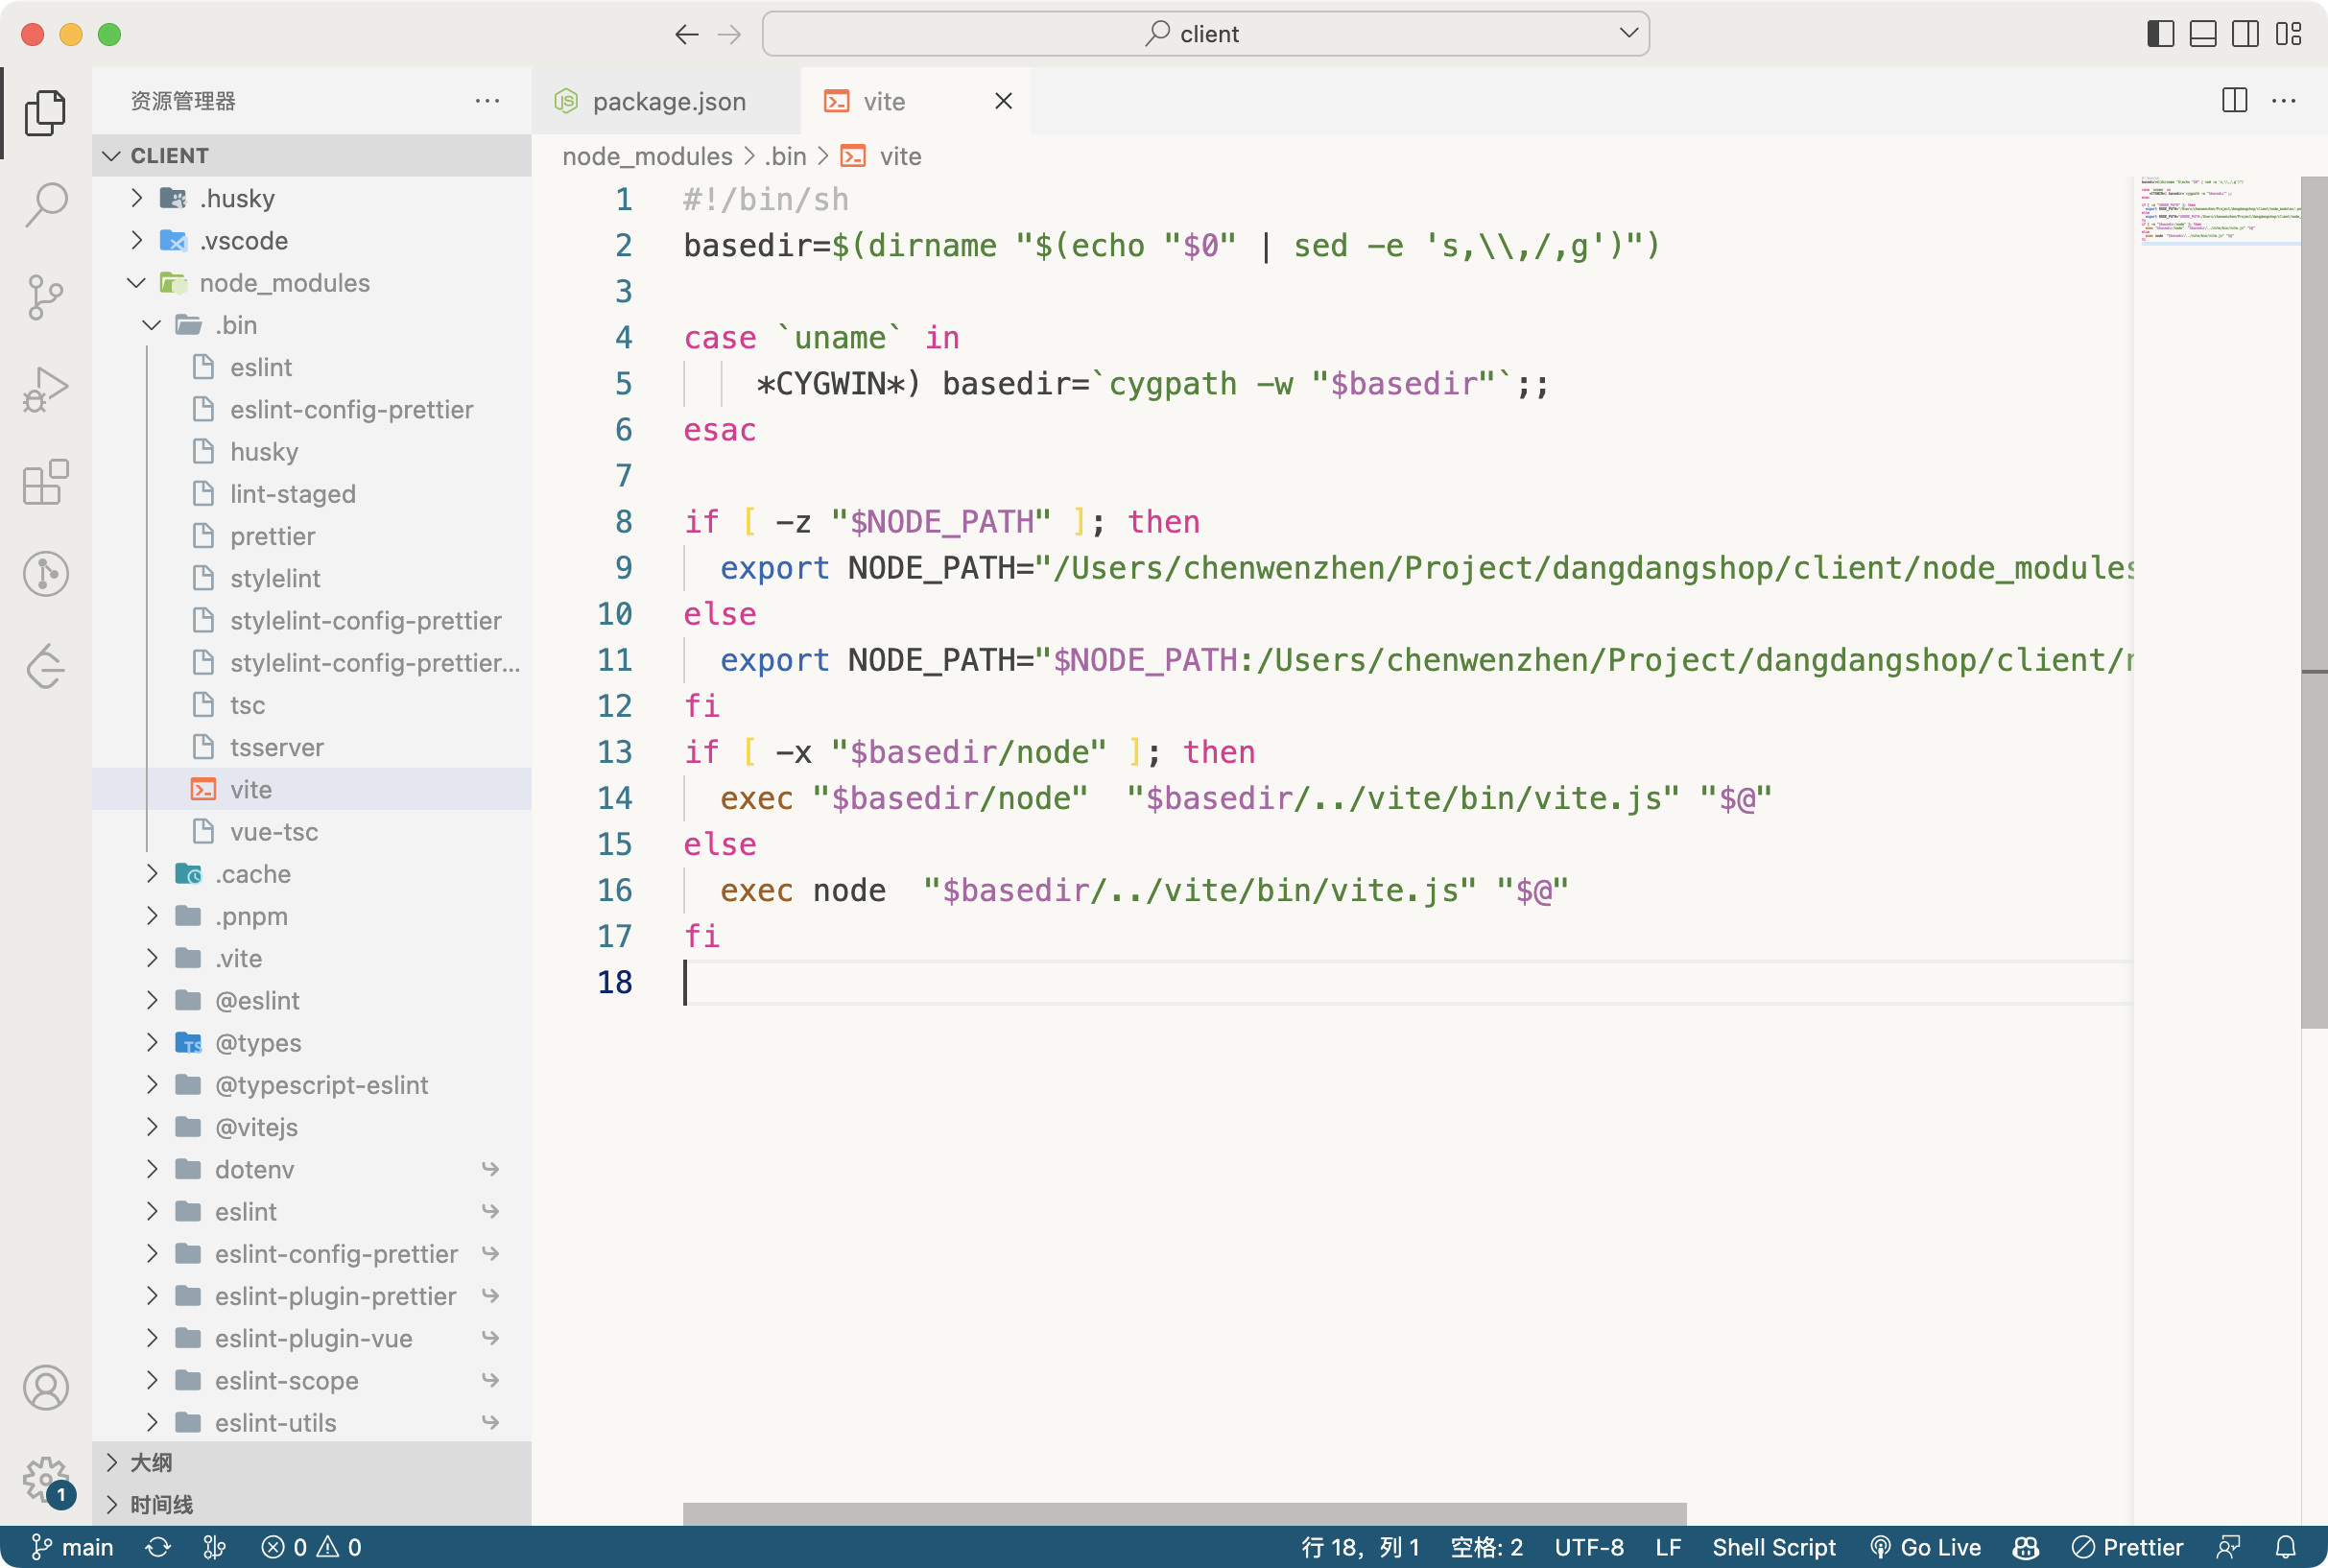 client
资源管理器
CLIENT
.husky
.vscode
node_modules
.bin
eslint
eslint-config-prettier
husky
lint-staged
prettier
stylelint
stylelint-config-prettier
stylelint-config-prettier...
tsc
tsserver
vite
vue-tsc
.cache
.pnpm
.vite
@eslint
@types
@typescript-eslint
@vitejs
dotenv
eslint
eslint-config-prettier
eslint-plugin-prettier
eslint-plugin-vue
eslint-scope
eslint-utils
大纲
时间线
package.json
vite
node_modules > .bin > vite
1 #!/bin/sh
2 basedir=$(dirname "$(echo "$0" | sed -e 's,\\,/,g')")
3
4 case `uname` in
5 *CYGWIN*) basedir=`cygpath -w "$basedir"`;;
6 esac
7
8 if [ -z "$NODE_PATH" ]; then
9 export NODE_PATH="/Users/chenwenzhen/Project/dangdangshop/client/node_modules
10 else
11 export NODE_PATH="$NODE_PATH:/Users/chenwenzhen/Project/dangdangshop/client/
12 fi
13 if [ -x "$basedir/node" ]; then
14 exec "$basedir/node"  "$basedir/../vite/bin/vite.js" "$@"
15 else
16 exec node  "$basedir/../vite/bin/vite.js" "$@"
17 fi
18
1
main 0 0 行 18，列 1 空格: 2 UTF-8 LF Shell Script Go Live Prettier